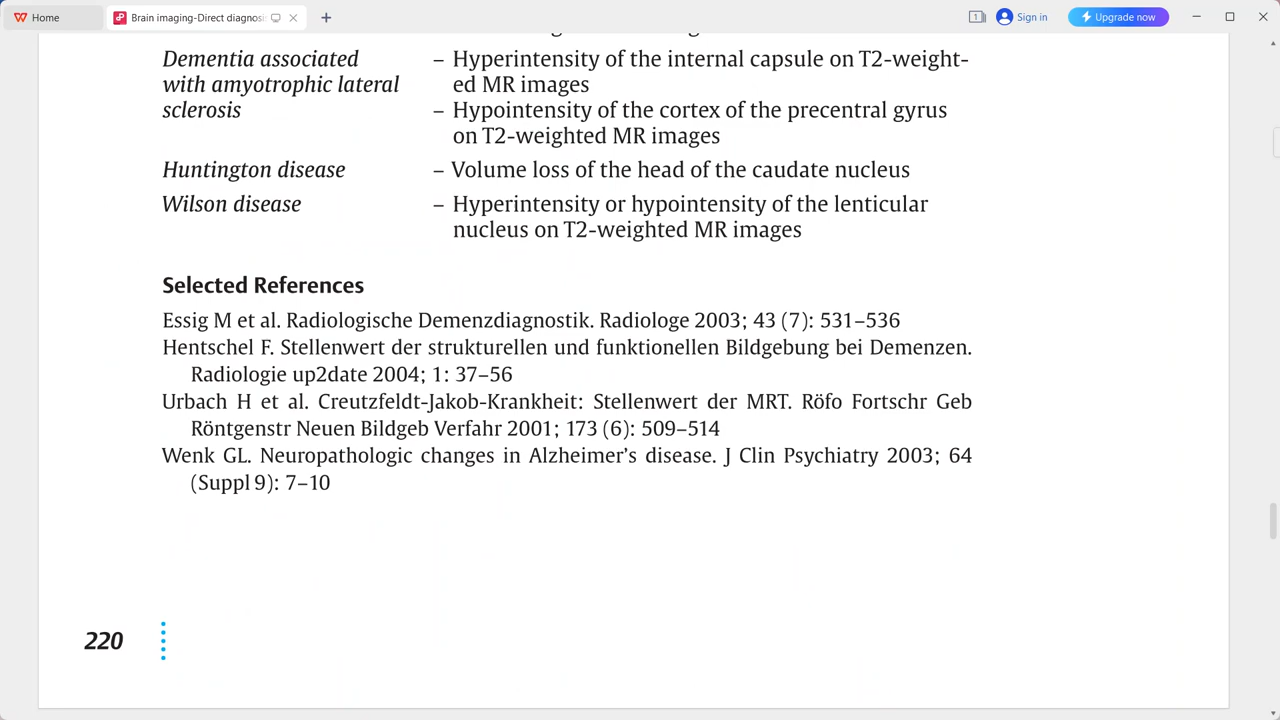 Home
Brain imaging-Direct diagnosi
Sign in
Upgrade now
Dementia associated
with amyotrophic lateral
sclerosis
– Hyperintensity of the internal capsule on T2-weight-
ed MR images
– Hypointensity of the cortex of the precentral gyrus
on T2-weighted MR images
Huntington disease – Volume loss of the head of the caudate nucleus
Wilson disease – Hyperintensity or hypointensity of the lenticular
nucleus on T2-weighted MR images
Selected References
Essig M et al. Radiologische Demenzdiagnostik. Radiologe 2003; 43 (7): 531–536
Hentschel F. Stellenwert der strukturellen und funktionellen Bildgebung bei Demenzen.
Radiologie up2date 2004; 1: 37–56
Urbach H et al. Creutzfeldt-Jakob-Krankheit: Stellenwert der MRT. Röfo Fortschr Geb
Röntgenstr Neuen Bildgeb Verfahr 2001; 173 (6): 509–514
Wenk GL. Neuropathologic changes in Alzheimer's disease. J Clin Psychiatry 2003; 64
(Suppl 9): 7–10
220